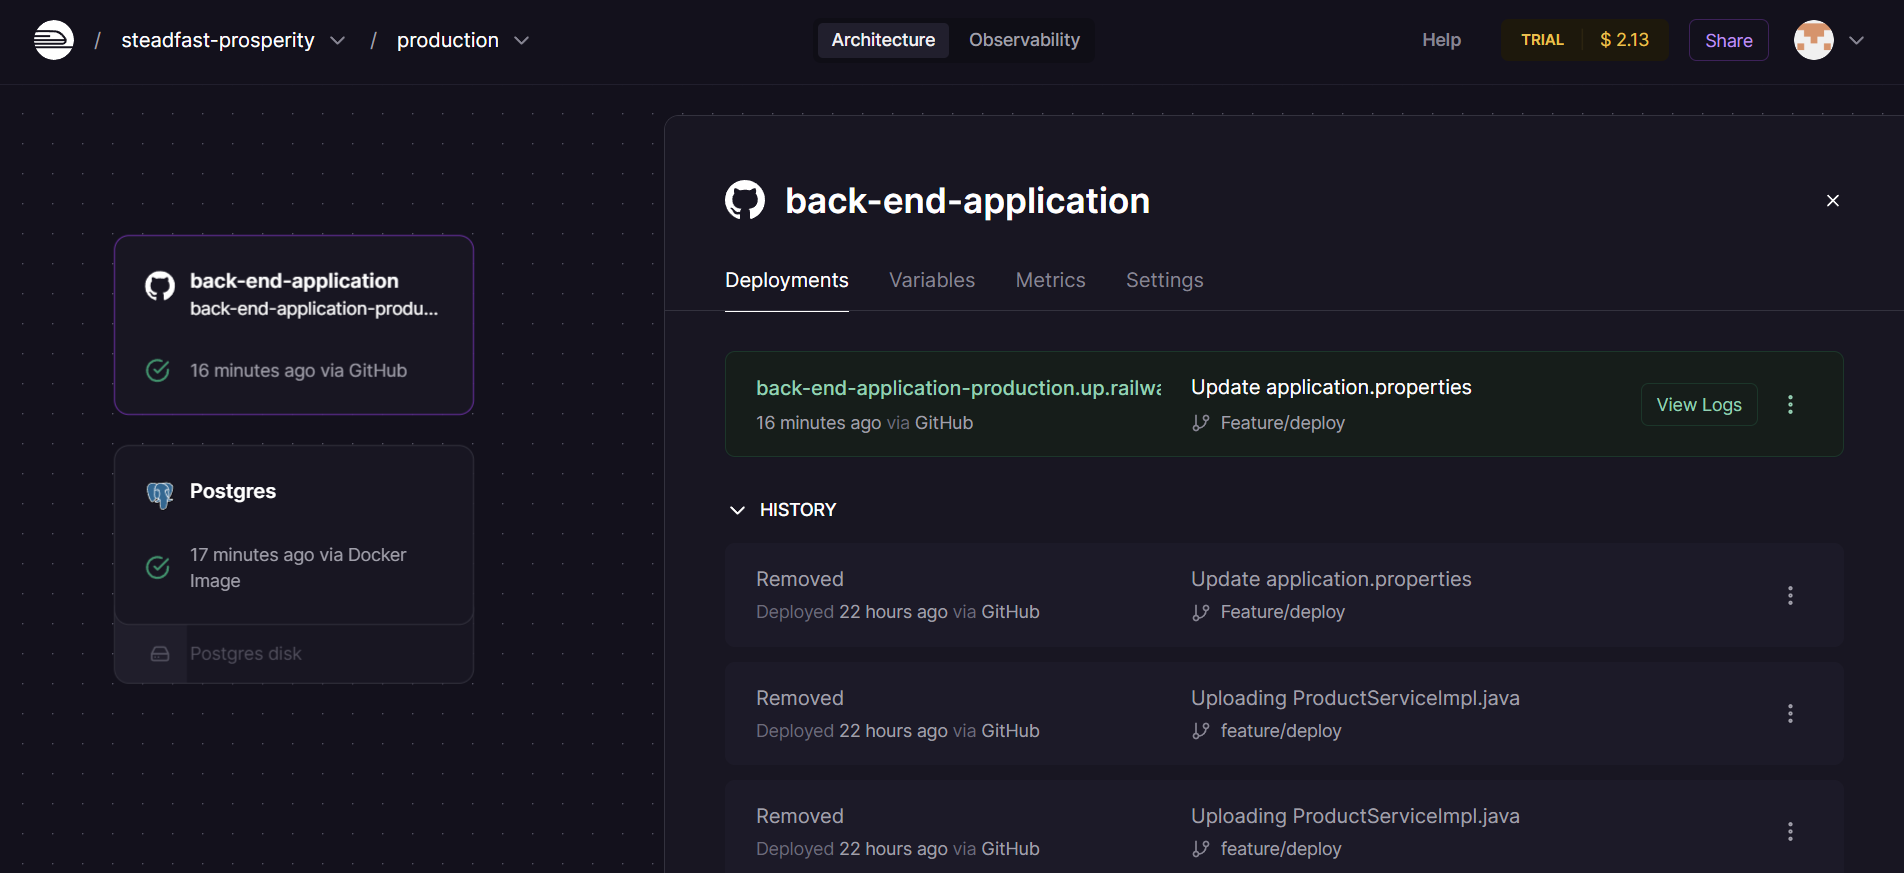 / steadfast-prosperity / production
Architecture Observability
Help TRIAL $ 2.13 Share
back-end-application
back-end-application-produ...
16 minutes ago via GitHub
Postgres
17 minutes ago via Docker
Image
Postgres disk
back-end-application
Deployments Variables Metrics Settings
back-end-application-production.up.railwa Update application.properties
16 minutes ago via GitHub Feature/deploy
View Logs
HISTORY
Removed Update application.properties
Deployed 22 hours ago via GitHub Feature/deploy
Removed Uploading ProductServiceImpl.java
Deployed 22 hours ago via GitHub feature/deploy
Removed Uploading ProductServiceImpl.java
Deployed 22 hours ago via GitHub feature/deploy